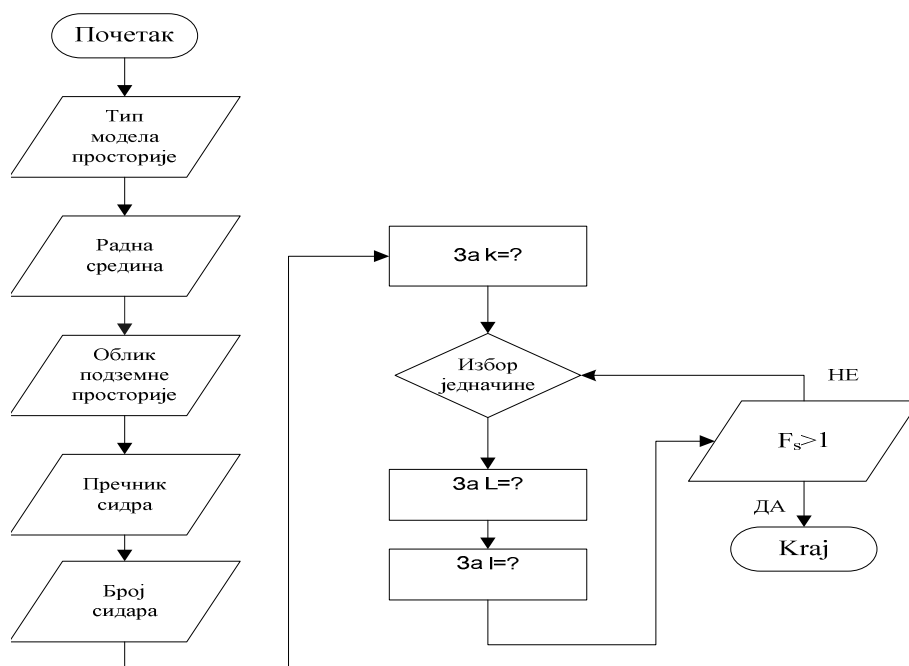 Почетак
Тип
модела
просторије
Радна
средина
Облик
подземне
просторије
Пречник
сидра
Број
сидара
За k=?
Избор
једначине
За L=?
За l=?
НЕ
Fₛ>1
ДА
Kraj